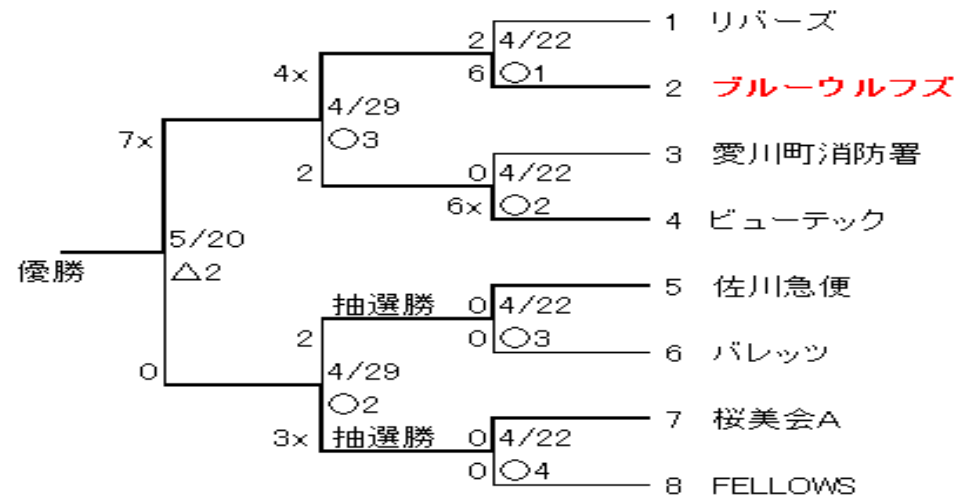 1 リバーズ
2 4/22
4x 6 ○1
2 ブルーウルフズ
4/29
7x ○3
3 愛川町消防署
2 0 4/22
6x ○2
4 ビューテック
5/20
優勝 △2
5 佐川急便
抽選勝 0 4/22
2 0 ○3
6 バレッツ
0 4/29
○2
7 桜美会A
3x 抽選勝 0 4/22
0 ○4
8 FELLOWS